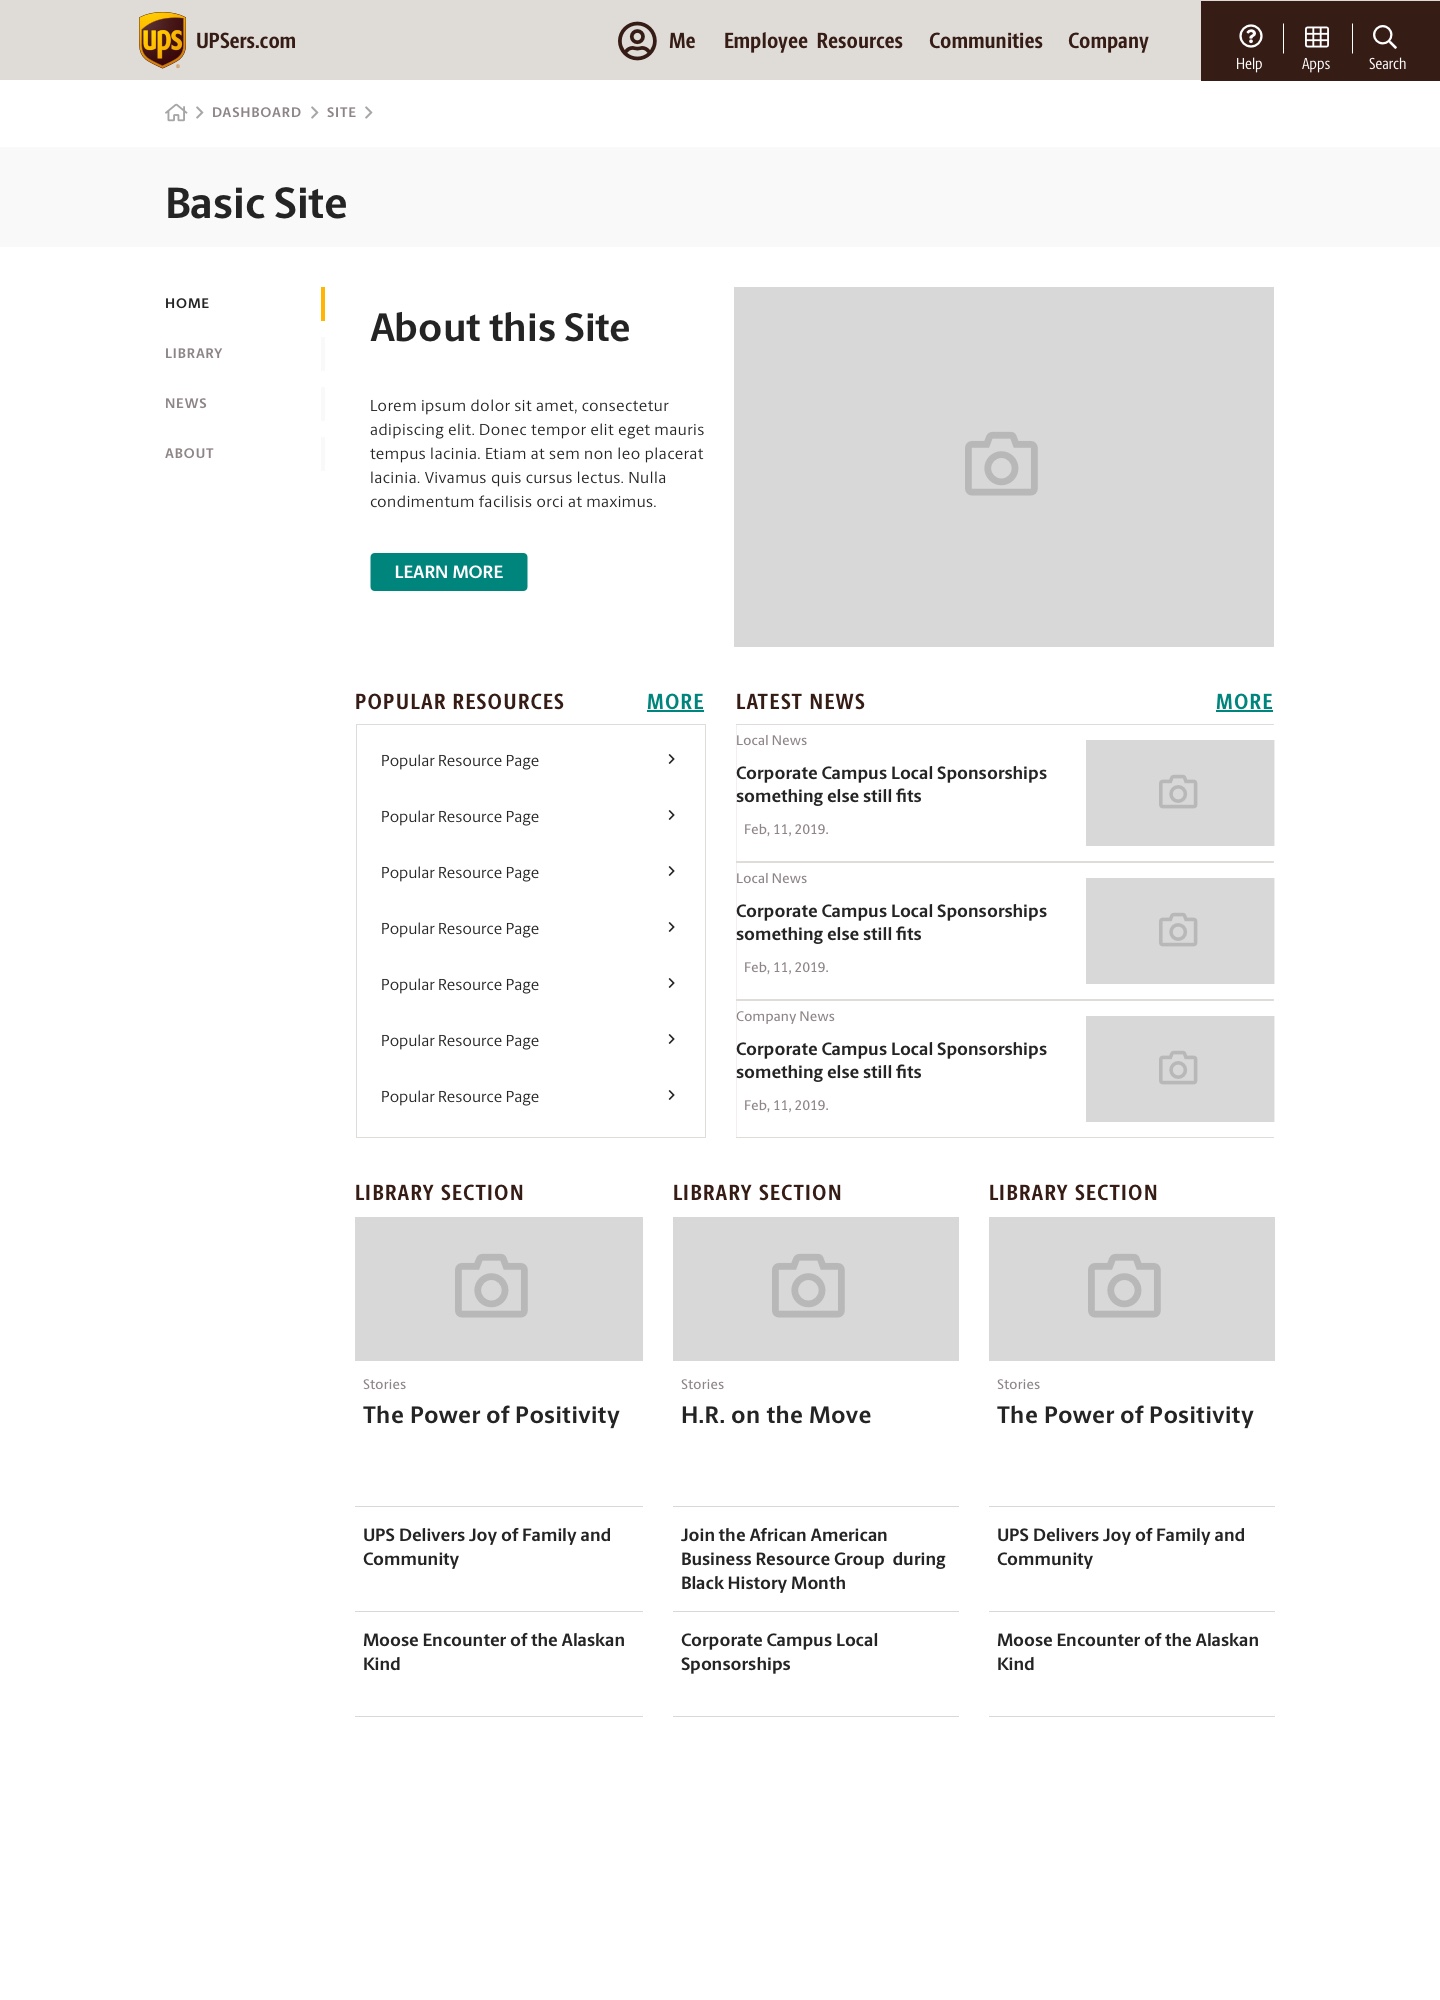 ups UPSers.com
Me Employee Resources Communities Company
Help Apps Search
DASHBOARD SITE
Basic Site
HOME
LIBRARY
NEWS
ABOUT
About this Site
Lorem ipsum dolor sit amet, consectetur
adipiscing elit. Donec tempor elit eget mauris
tempus lacinia. Etiam at sem non leo placerat
lacinia. Vivamus quis cursus lectus. Nulla
condimentum facilisis orci at maximus.
LEARN MORE
POPULAR RESOURCES MORE
Popular Resource Page
Popular Resource Page
Popular Resource Page
Popular Resource Page
Popular Resource Page
Popular Resource Page
Popular Resource Page
LATEST NEWS MORE
Local News
Corporate Campus Local Sponsorships
something else still fits
Feb, 11, 2019.
Local News
Corporate Campus Local Sponsorships
something else still fits
Feb, 11, 2019.
Company News
Corporate Campus Local Sponsorships
something else still fits
Feb, 11, 2019.
LIBRARY SECTION
Stories
The Power of Positivity
UPS Delivers Joy of Family and
Community
Moose Encounter of the Alaskan
Kind
LIBRARY SECTION
Stories
H.R. on the Move
Join the African American
Business Resource Group during
Black History Month
Corporate Campus Local
Sponsorships
LIBRARY SECTION
Stories
The Power of Positivity
UPS Delivers Joy of Family and
Community
Moose Encounter of the Alaskan
Kind